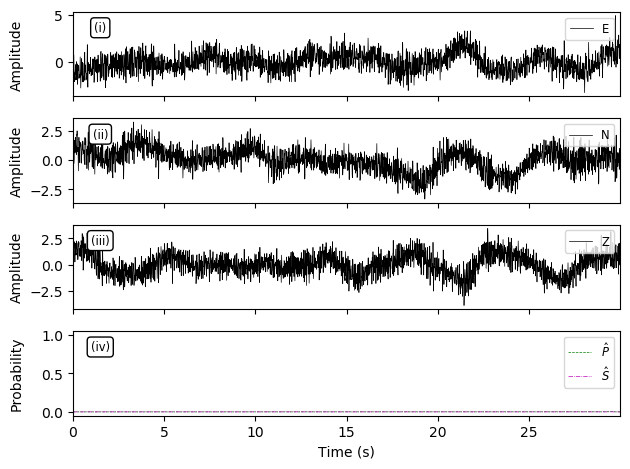 Amplitude
5
0
(i)
E
Amplitude
2.5
0.0
−2.5
(ii)
N
Amplitude
2.5
0.0
−2.5
(iii)
Z
Probability
1.0
0.5
0.0
(iv)
P̂
Ŝ
0 5 10 15 20 25
Time (s)